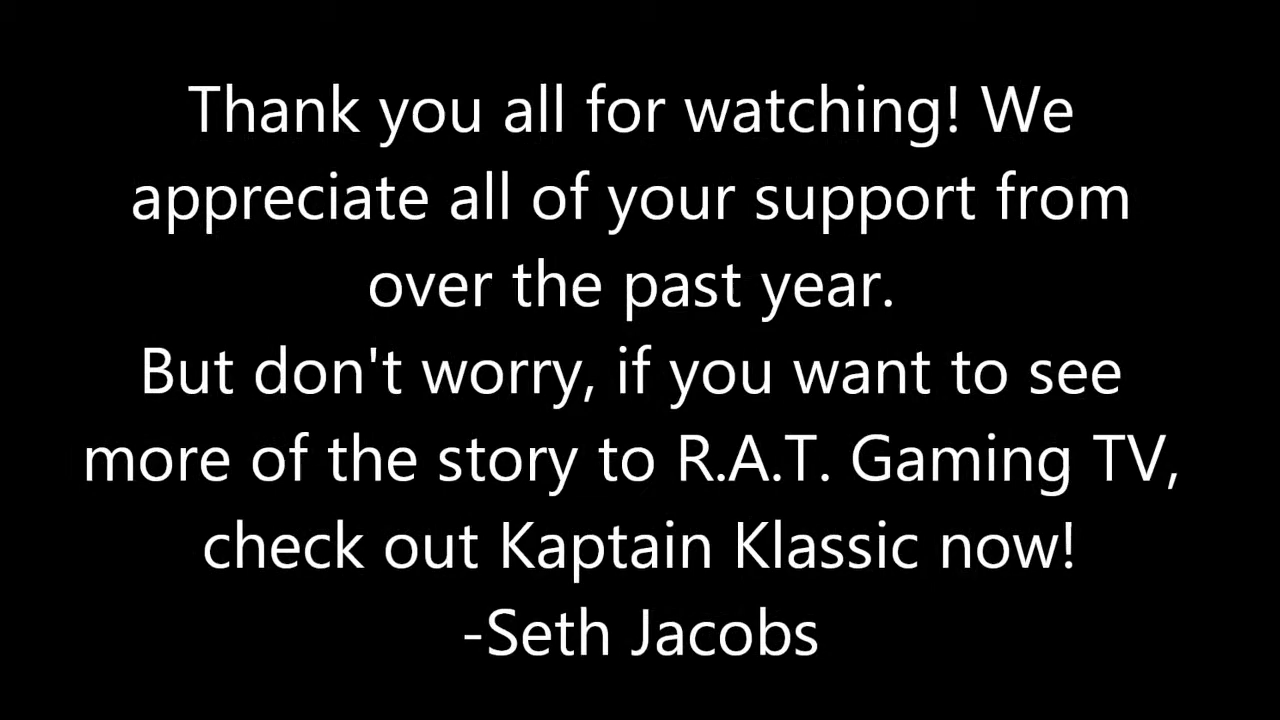 Thank you all for watching! We
appreciate all of your support from
over the past year.
But don't worry, if you want to see
more of the story to R.A.T. Gaming TV,
check out Kaptain Klassic now!
-Seth Jacobs